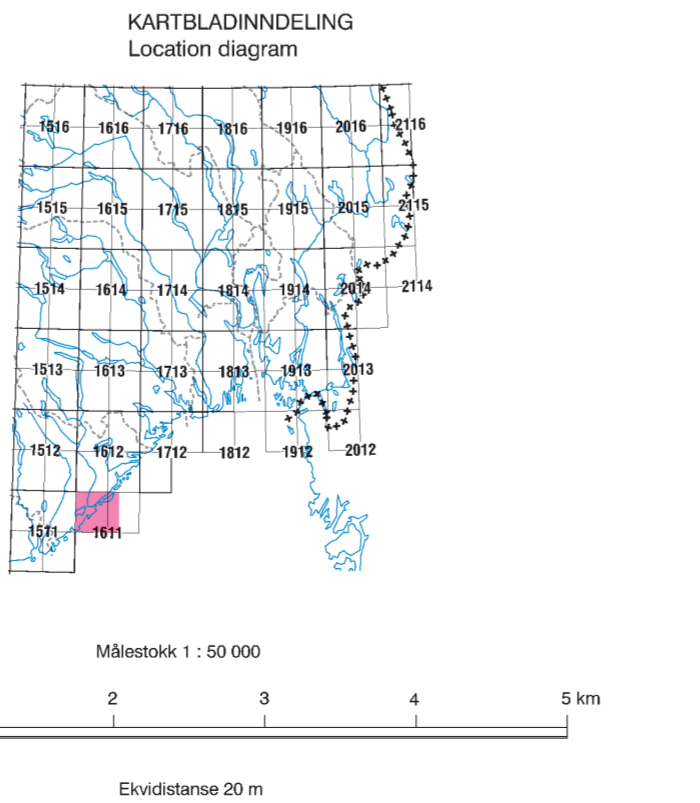 KARTBLADINNDELING
Location diagram
1516 1616 1716 1816 1916 2016 2116
1515 1615 1715 1815 1915 2015 2115
1514 1614 1714 1814 1914 2014 2114
1513 1613 1713 1813 1913 2013
1512 1612 1712 1812 1912 2012
1511 1611
Målestokk 1 : 50 000
2 3 4 5 km
Ekvidistanse 20 m